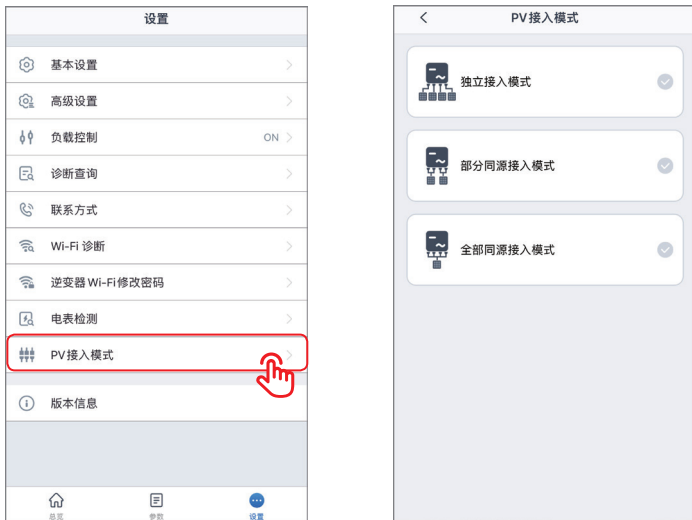 设置
基本设置
高级设置
负载控制 ON
诊断查询
联系方式
Wi-Fi 诊断
逆变器 Wi-Fi修改密码
电表检测
PV接入模式
版本信息
总览 参数 设置
PV接入模式
独立接入模式
部分同源接入模式
全部同源接入模式